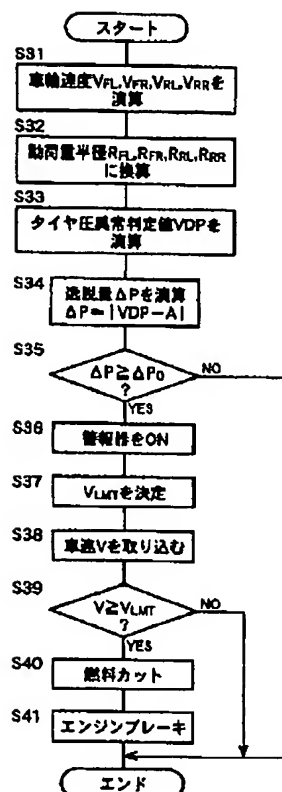 スタート
S31
車輪速度VFL,VFR,VRL,VRRを
演算
S32
動荷重半径RFL,RFR,RRL,RRR
に換算
S33
タイヤ圧異常判定値VDPを
演算
S34
逸脱量ΔPを演算
ΔP=|VDP-A|
S35
ΔP≧ΔP0
?
NO
YES
S36
警報器をON
S37
VLMTを決定
S38
車速Vを取り込む
S39
V≧VLMT
?
NO
YES
S40
燃料カット
S41
エンジンブレーキ
エンド